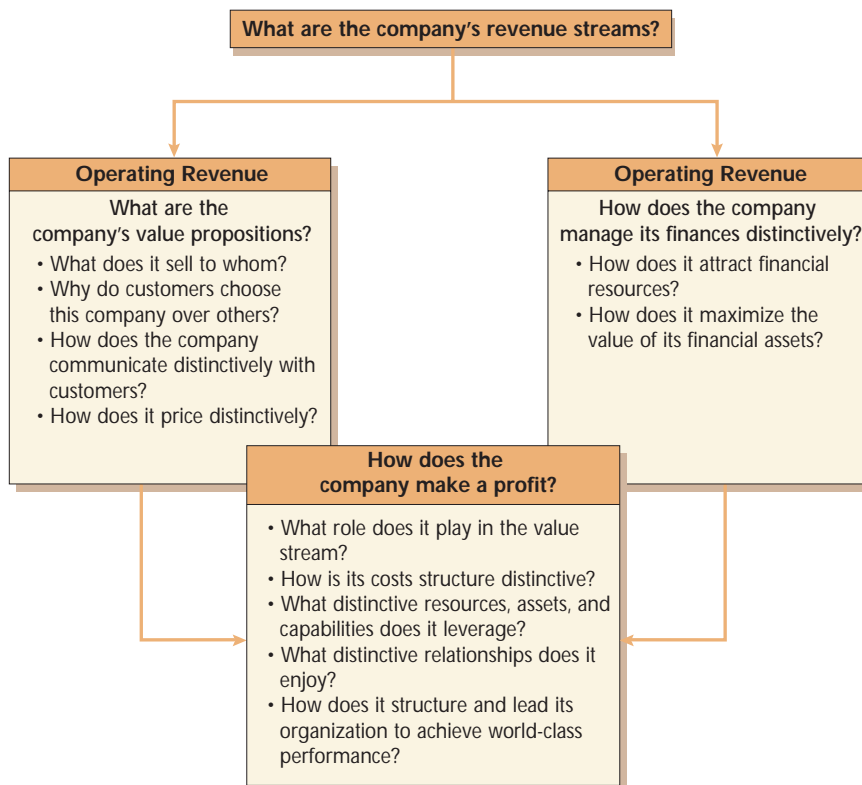 What are the company's revenue streams?
Operating Revenue
What are the
company's value propositions?
• What does it sell to whom?
• Why do customers choose
this company over others?
• How does the company
communicate distinctively with
customers?
• How does it price distinctively?
Operating Revenue
How does the company
manage its finances distinctively?
• How does it attract financial
resources?
• How does it maximize the
value of its financial assets?
How does the
company make a profit?
• What role does it play in the value
stream?
• How is its costs structure distinctive?
• What distinctive resources, assets, and
capabilities does it leverage?
• What distinctive relationships does it
enjoy?
• How does it structure and lead its
organization to achieve world-class
performance?